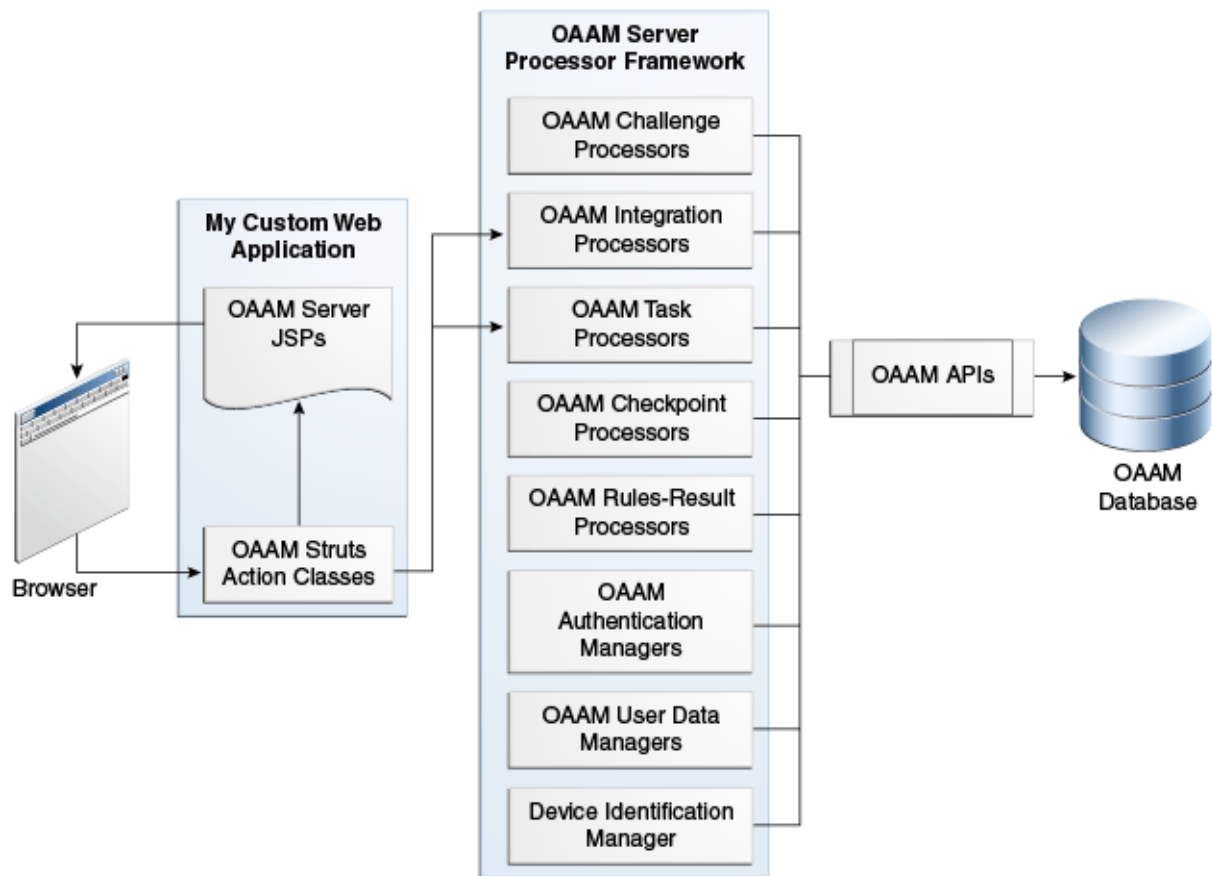 OAAM Server
Processor Framework
OAAM Challenge
Processors
OAAM Integration
Processors
OAAM Task
Processors
OAAM Checkpoint
Processors
OAAM Rules-Result
Processors
OAAM
Authentication
Managers
OAAM User Data
Managers
Device Identification
Manager
My Custom Web
Application
OAAM Server
JSPs
OAAM Struts
Action Classes
Browser
OAAM APIs
OAAM
Database